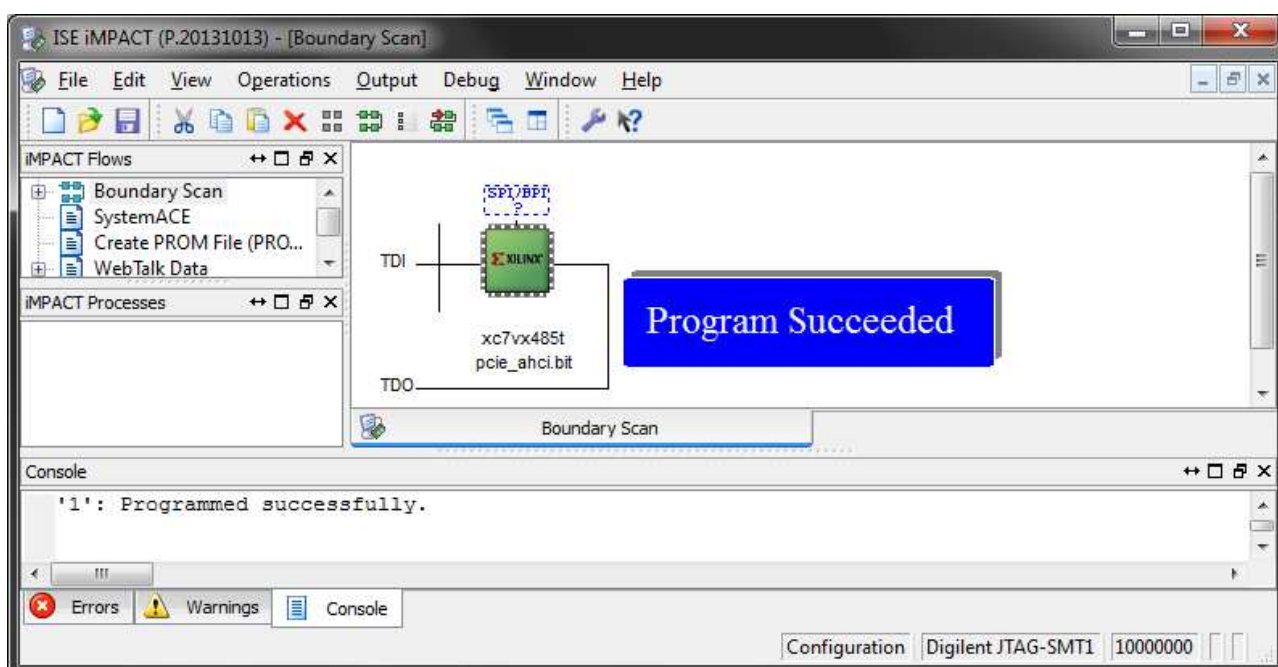 ISE iMPACT (P.20131013) - [Boundary Scan]
File Edit View Operations Output Debug Window Help
iMPACT Flows
Boundary Scan
SystemACE
Create PROM File (PRO...
WebTalk Data
iMPACT Processes
SPI/BPI
?
TDI
XILINX
xc7vx485t
pcie_ahci.bit
TDO
Program Succeeded
Boundary Scan
Console
'1': Programmed successfully.
Errors Warnings Console
Configuration Digilent JTAG-SMT1 10000000